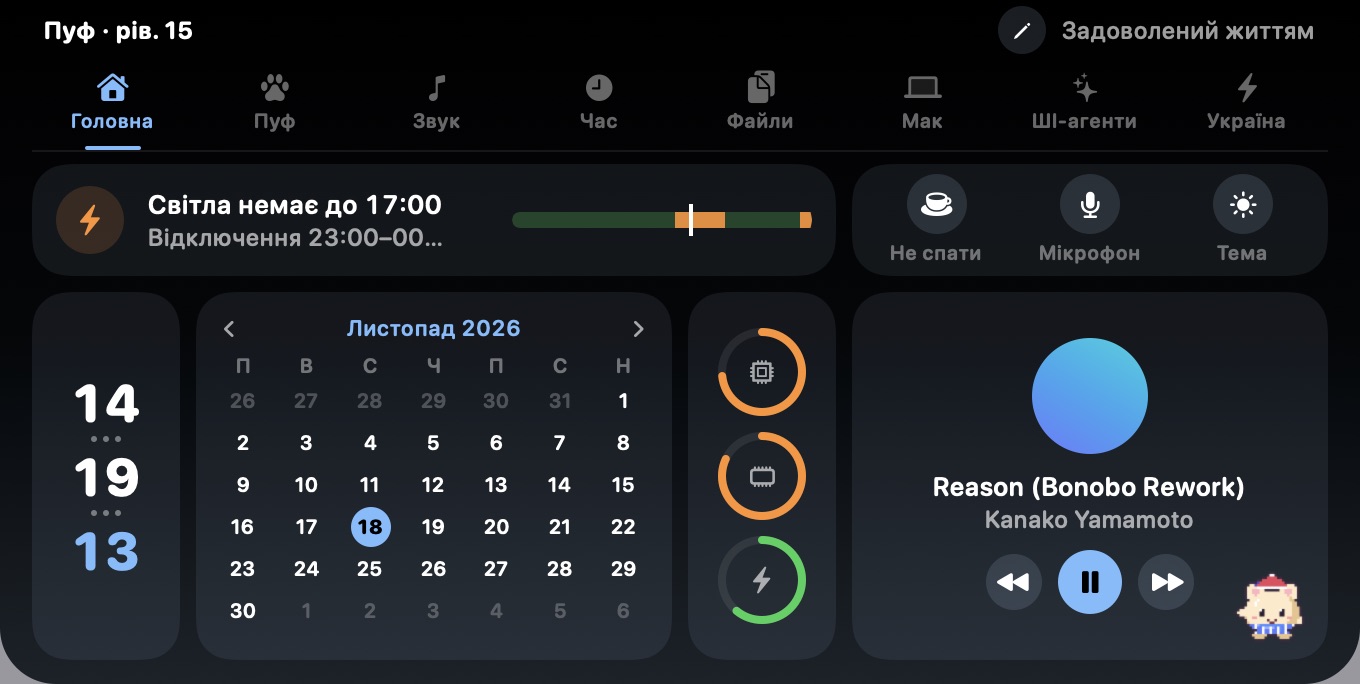 Пуф · рів. 15
Задоволений життям
Головна
Пуф
Звук
Час
Файли
Мак
ШІ-агенти
Україна
Світла немає до 17:00
Відключення 23:00–00...
Не спати
Мікрофон
Тема
14
19
13
Листопад 2026
П В С Ч П С Н
26 27 28 29 30 31 1
2 3 4 5 6 7 8
9 10 11 12 13 14 15
16 17 18 19 20 21 22
23 24 25 26 27 28 29
30 1 2 3 4 5 6
Reason (Bonobo Rework)
Kanako Yamamoto